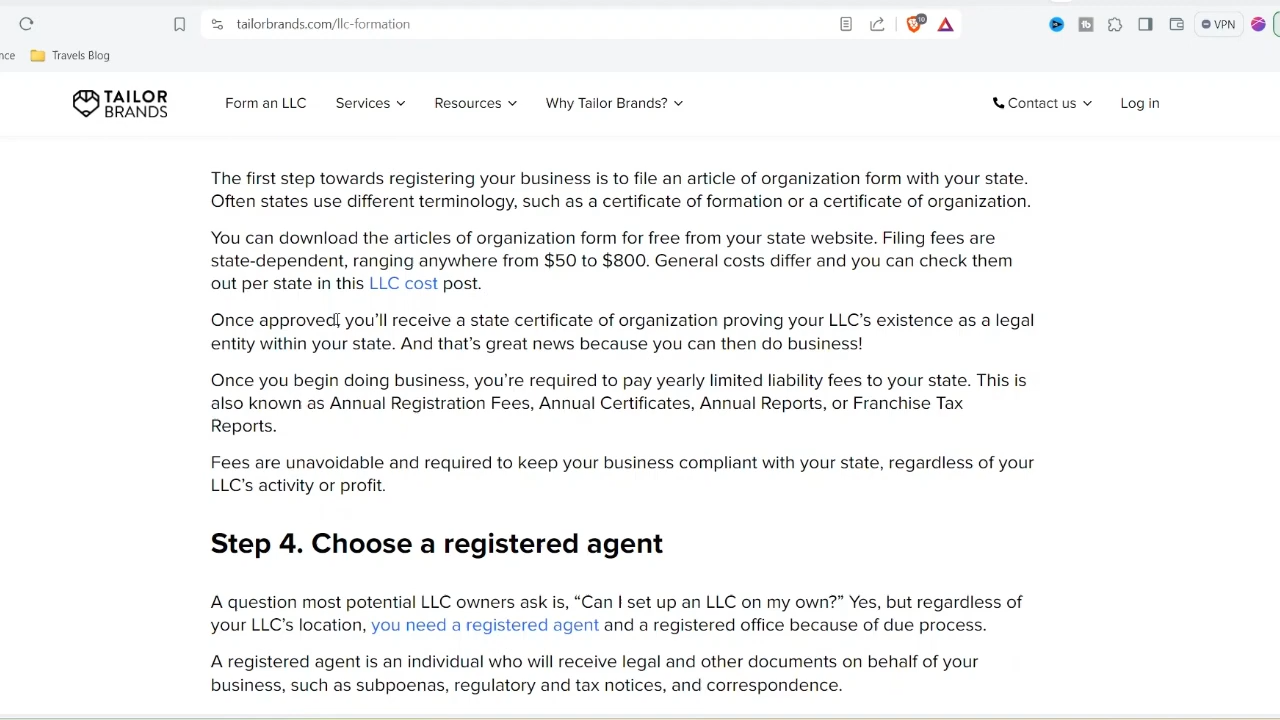 tailorbrands.com/llc-formation
10
VPN
nce
Travels Blog
TAILOR
BRANDS
Form an LLC
Services
Resources
Why Tailor Brands?
Contact us
Log in
The first step towards registering your business is to file an article of organization form with your state.
Often states use different terminology, such as a certificate of formation or a certificate of organization.
You can download the articles of organization form for free from your state website. Filing fees are
state-dependent, ranging anywhere from $50 to $800. General costs differ and you can check them
out per state in this LLC cost post.
Once approved, you’ll receive a state certificate of organization proving your LLC’s existence as a legal
entity within your state. And that’s great news because you can then do business!
Once you begin doing business, you’re required to pay yearly limited liability fees to your state. This is
also known as Annual Registration Fees, Annual Certificates, Annual Reports, or Franchise Tax
Reports.
Fees are unavoidable and required to keep your business compliant with your state, regardless of your
LLC’s activity or profit.
Step 4. Choose a registered agent
A question most potential LLC owners ask is, “Can I set up an LLC on my own?” Yes, but regardless of
your LLC’s location, you need a registered agent and a registered office because of due process.
A registered agent is an individual who will receive legal and other documents on behalf of your
business, such as subpoenas, regulatory and tax notices, and correspondence.